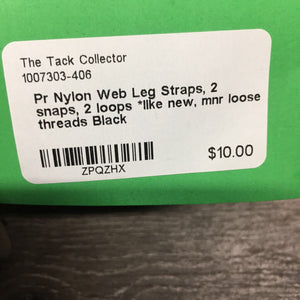 The Tack Collector
1007303-406
Pr Nylon Web Leg Straps, 2
snaps, 2 loops *like new, mnr loose
threads Black
ZPQZHX
$10.00